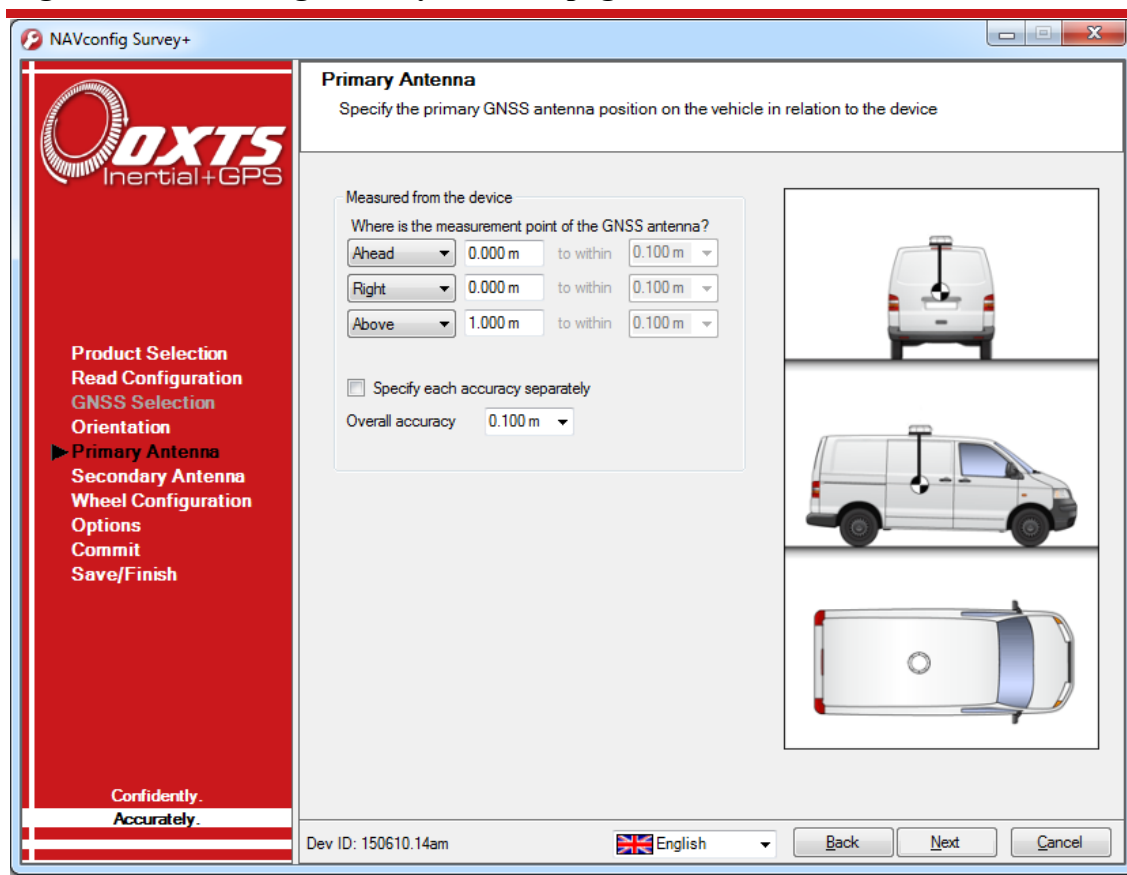 NAVconfig Survey+
OXTS
Inertial+GPS
Product Selection
Read Configuration
GNSS Selection
Orientation
Primary Antenna
Secondary Antenna
Wheel Configuration
Options
Commit
Save/Finish
Confidently.
Accurately.
Primary Antenna
Specify the primary GNSS antenna position on the vehicle in relation to the device
Measured from the device
Where is the measurement point of the GNSS antenna?
Ahead 0.000 m to within 0.100 m
Right 0.000 m to within 0.100 m
Above 1.000 m to within 0.100 m
Specify each accuracy separately
Overall accuracy 0.100 m
Dev ID: 150610.14am English Back Next Cancel